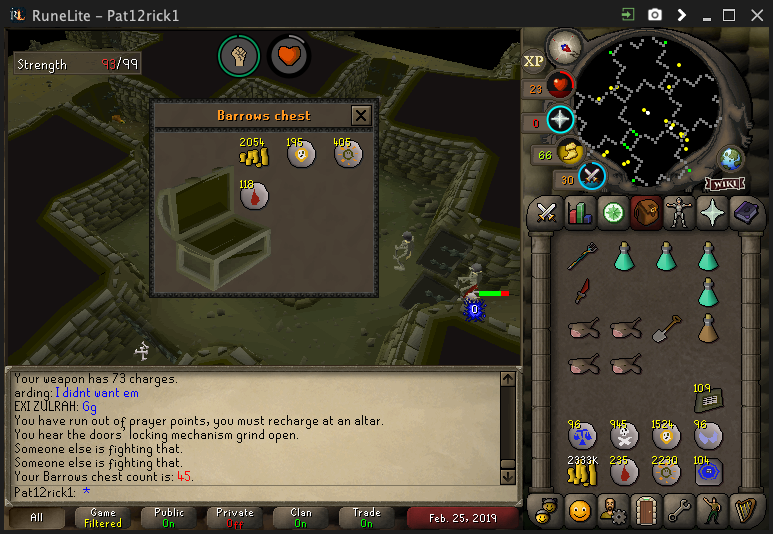 RuneLite - Pat12rick1
Strength 93/99
XP
23
0
66
30
WIKI
Barrows chest
2054 195 405
118
0
Your weapon has 73 charges.
arding: I didnt want em
EXI ZULRAH: Gg
You have run out of prayer points, you must recharge at an altar.
You hear the doors' locking mechanism grind open.
Someone else is fighting that.
Someone else is fighting that.
Your Barrows chest count is: 45.
Pat12rick1: *
109
96 945 1524 96
2333K 235 2230 104
All
Game
Filtered
Public
On
Private
Off
Clan
On
Trade
On
Feb. 25, 2019